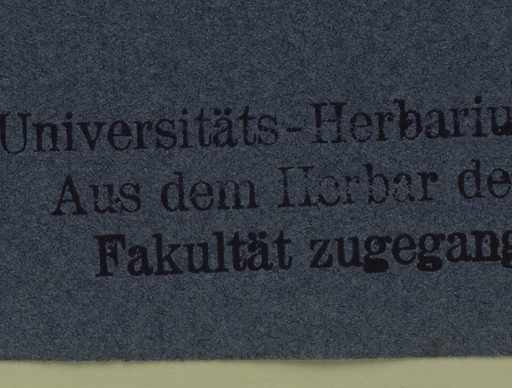 Universitäts-Herbariu
Aus dem Herbar de
Fakultät zugegang